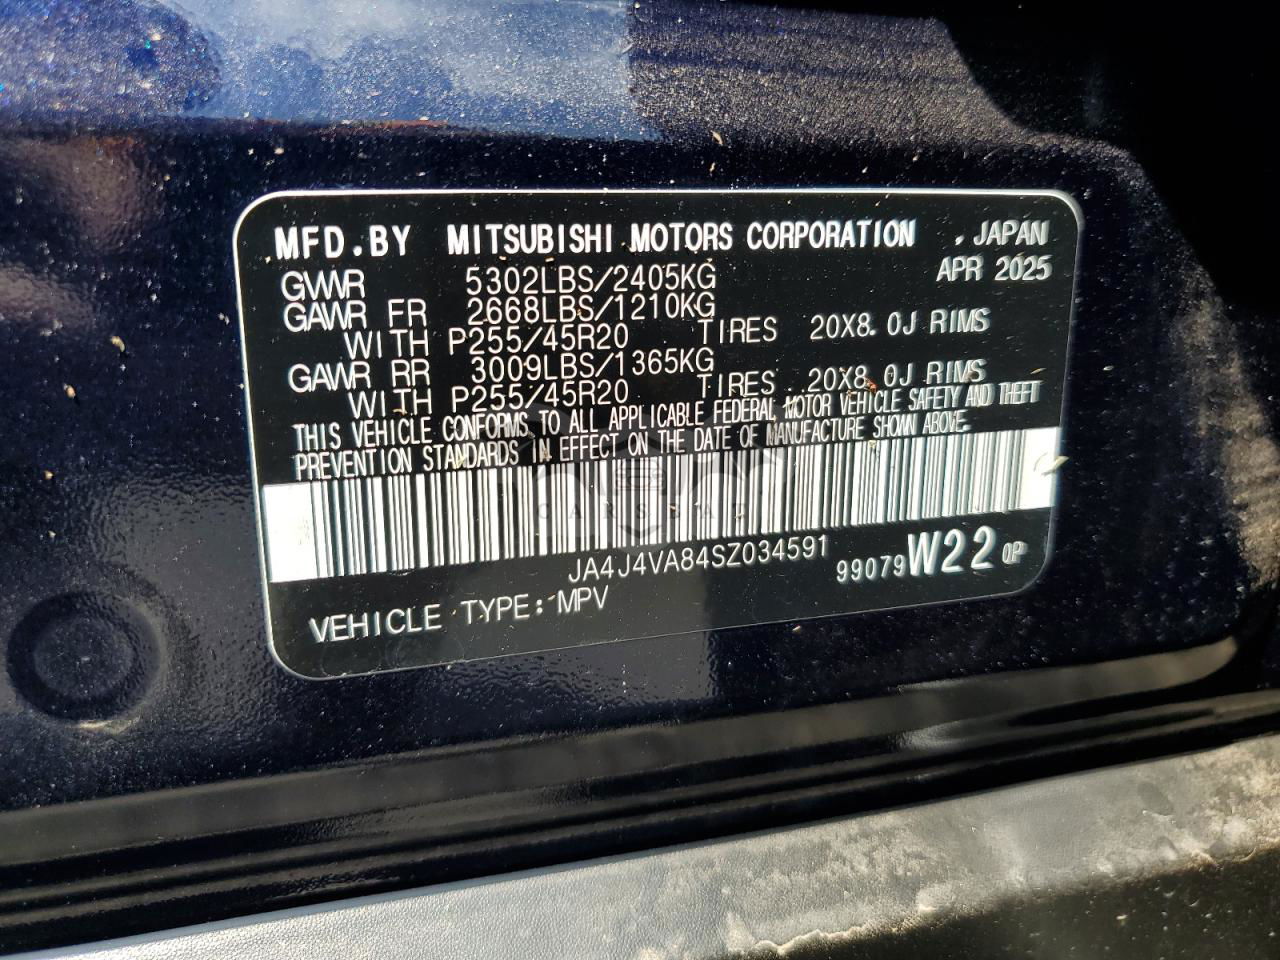 MFD.BY MITSUBISHI MOTORS CORPORATION , JAPAN
APR 2025
GVWR 5302LBS/2405KG
GAWR FR 2668LBS/1210KG
WITH P255/45R20 TIRES 20X8.0J RIMS
GAWR RR 3009LBS/1365KG
WITH P255/45R20 TIRES 20X8.0J RIMS
THIS VEHICLE CONFORMS TO ALL APPLICABLE FEDERAL MOTOR VEHICLE SAFETY AND THEFT
PREVENTION STANDARDS IN EFFECT ON THE DATE OF MANUFACTURE SHOWN ABOVE.
JA4J4VA84SZ034591
99079 W22 0P
VEHICLE TYPE: MPV